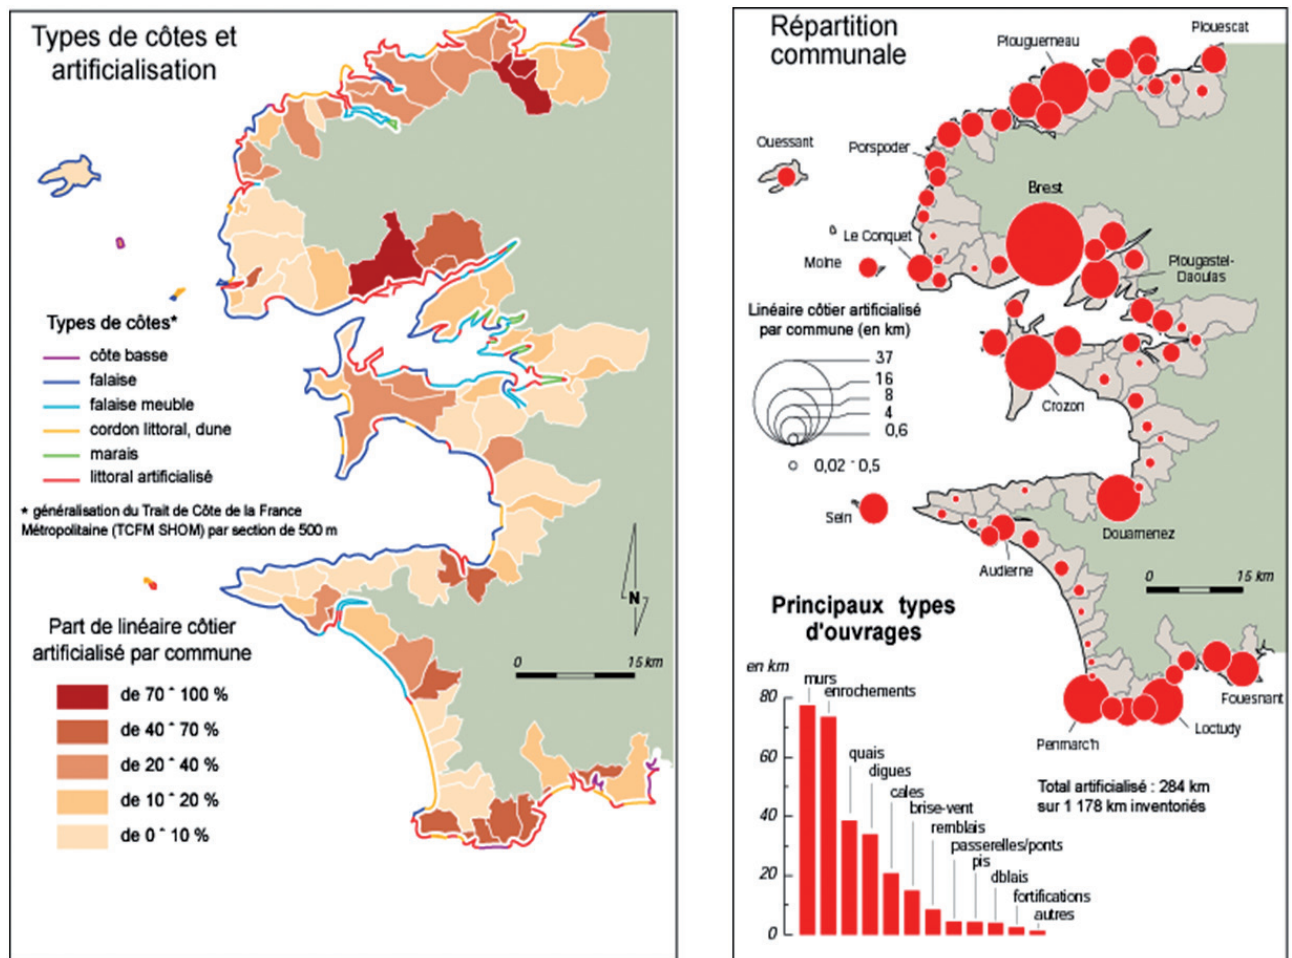 Types de côtes et
artificialisation
Types de côtes*
côte basse
falaise
falaise meuble
cordon littoral, dune
marais
littoral artificialisé
* généralisation du Trait de Côte de la France
Métropolitaine (TCFM SHOM) par section de 500 m
Part de linéaire côtier
artificialisé par commune
de 70 ˆ 100 %
de 40 ˆ 70 %
de 20 ˆ 40 %
de 10 ˆ 20 %
de 0 ˆ 10 %
N
0 15 km
Répartition
communale
Plouguerneau
Plouescat
Ouessant
Porspoder
Brest
Le Conquet
Molne
Plougastel-
Daoulas
Linéaire côtier artificialisé
par commune (en km)
37
16
8
4
0,6
0,02 ˆ 0,5
Crozon
Sein
Douarnenez
Audierne
0 15 km
Penmarc'h
Loctudy
Fouesnant
Principaux types
d'ouvrages
en km
80
60
40
20
0
murs
enrochements
quais
digues
cales
brise-vent
remblais
passerelles/ponts
pis
dblais
fortifications
autres
Total artificialisé : 284 km
sur 1 178 km inventoriés